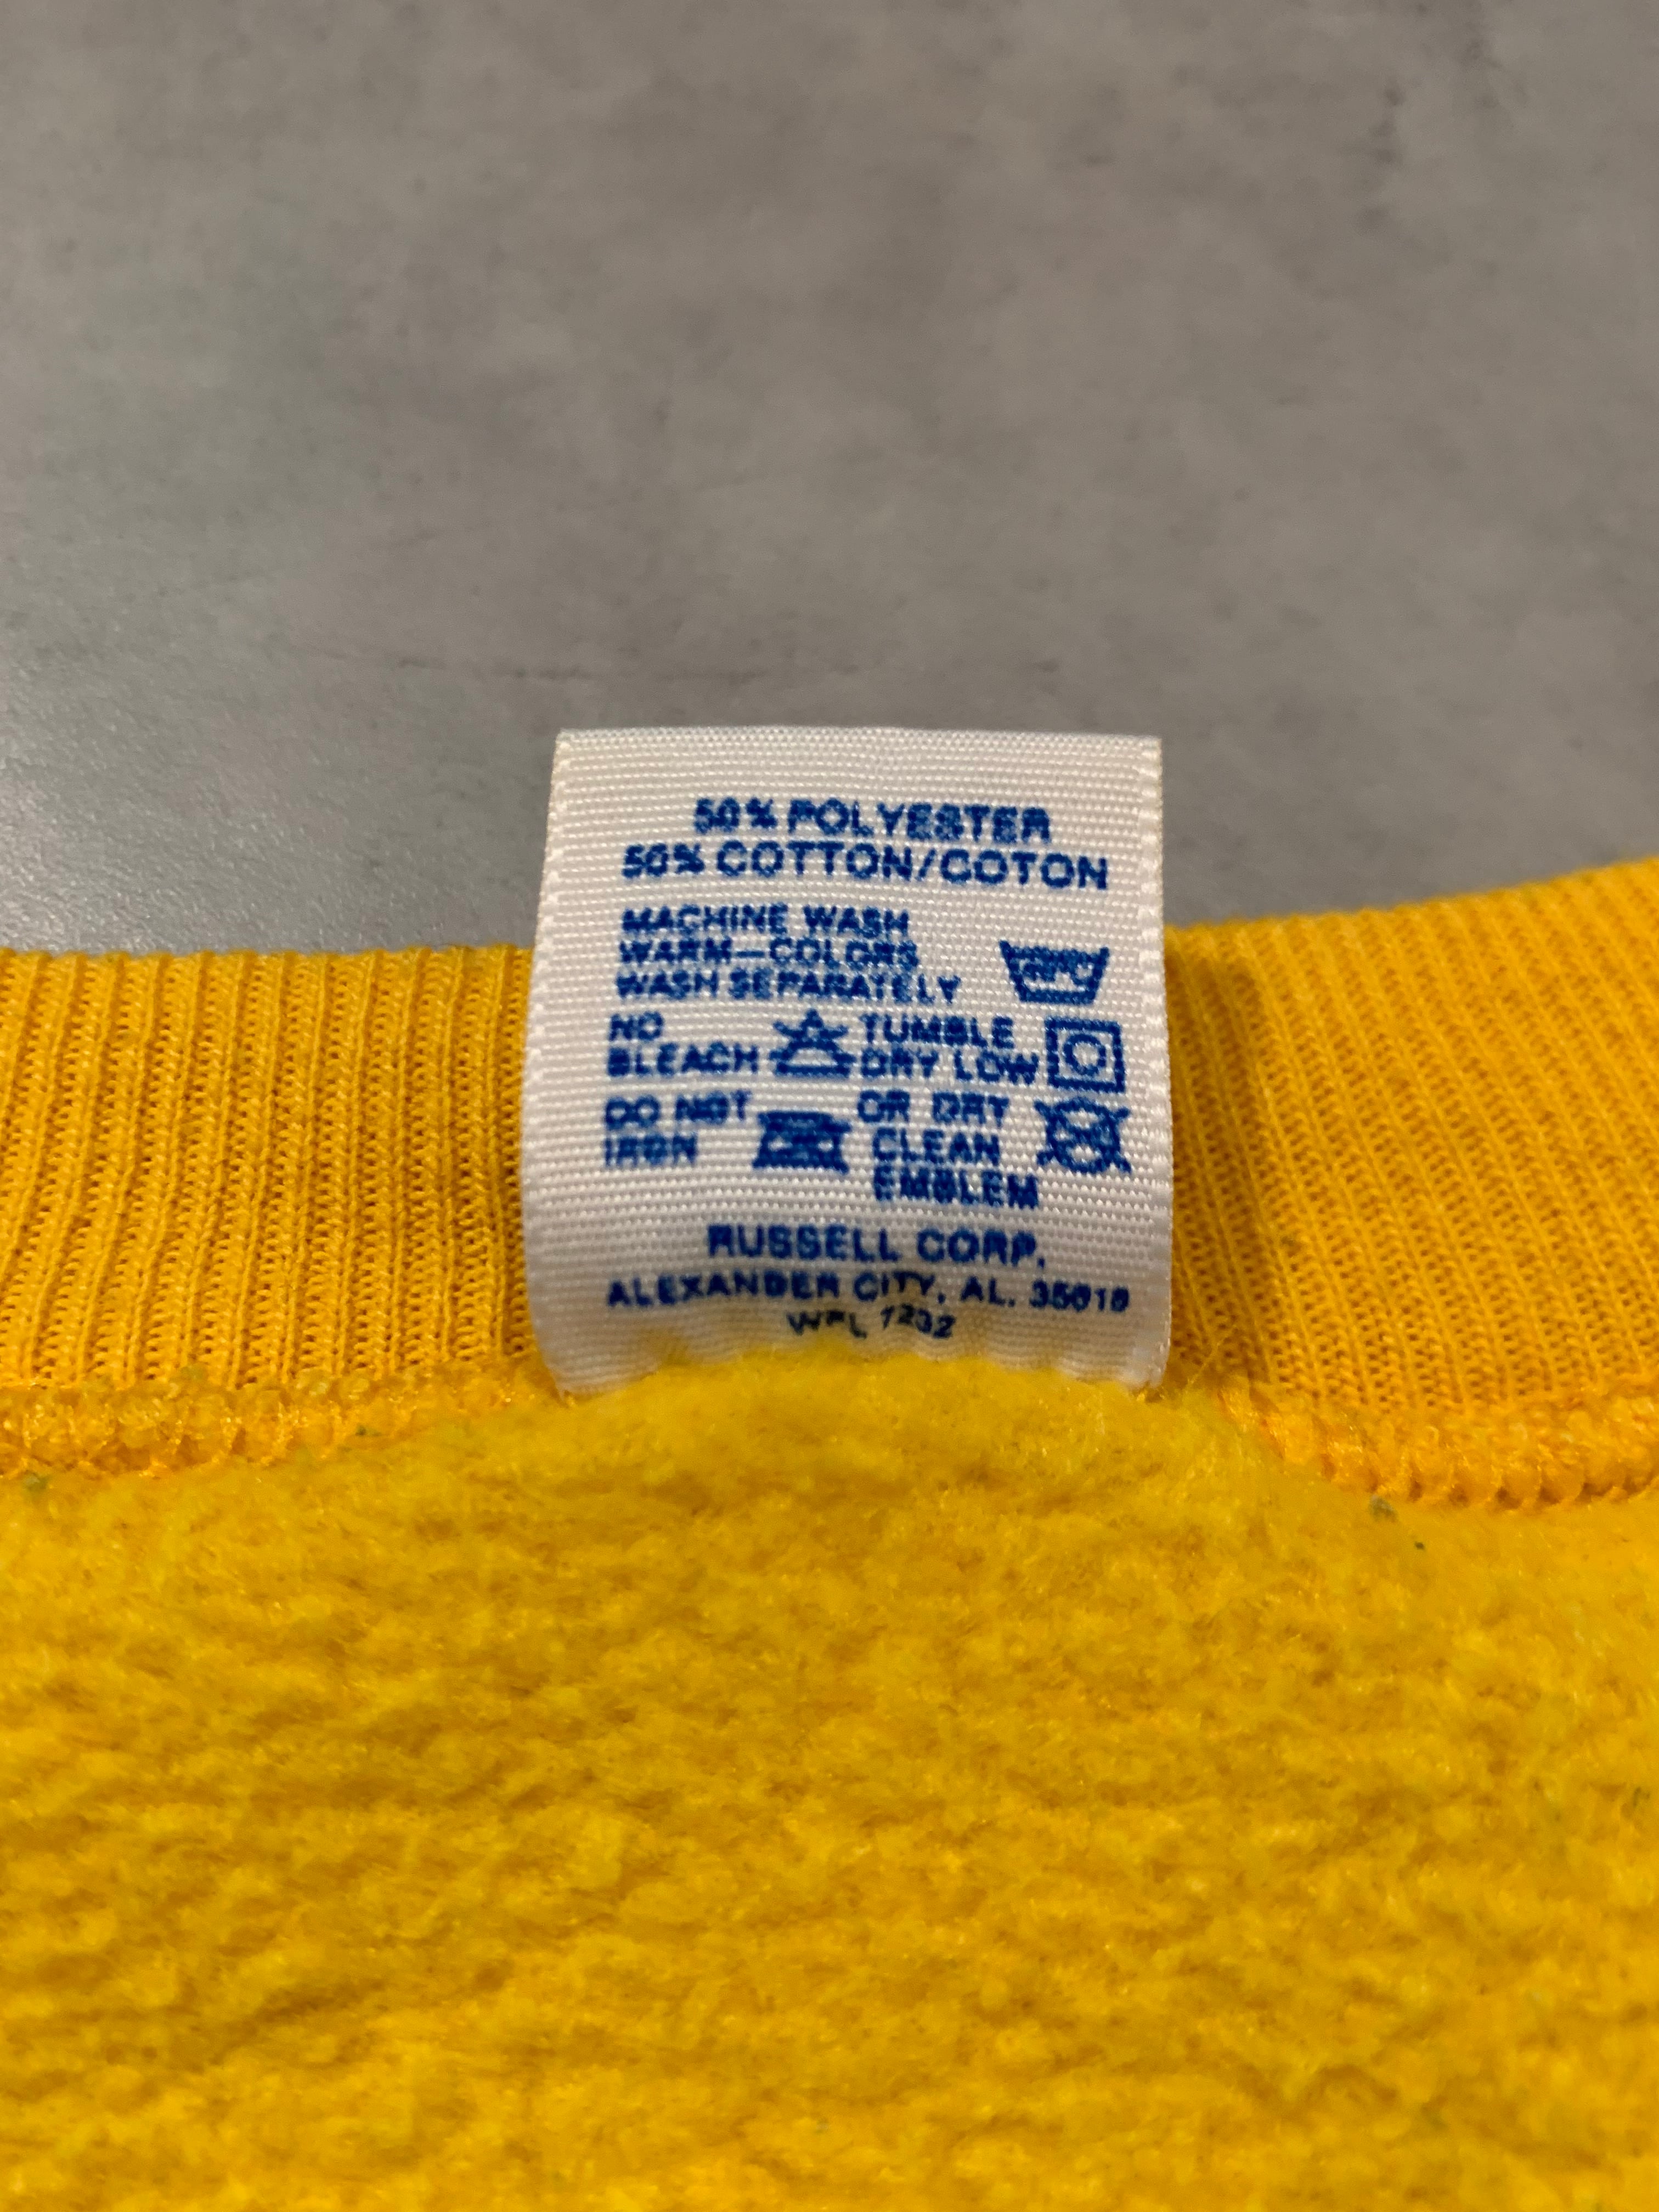 50% POLYESTER
50% COTTON/COTON
MACHINE WASH
WARM—COLORS
WASH SEPARATELY
NO
BLEACH
TUMBLE
DRY LOW
DO NOT
IRON
OR DRY
CLEAN
EMBLEM
RUSSELL CORP.
ALEXANDER CITY, AL. 35010
WPL 1232